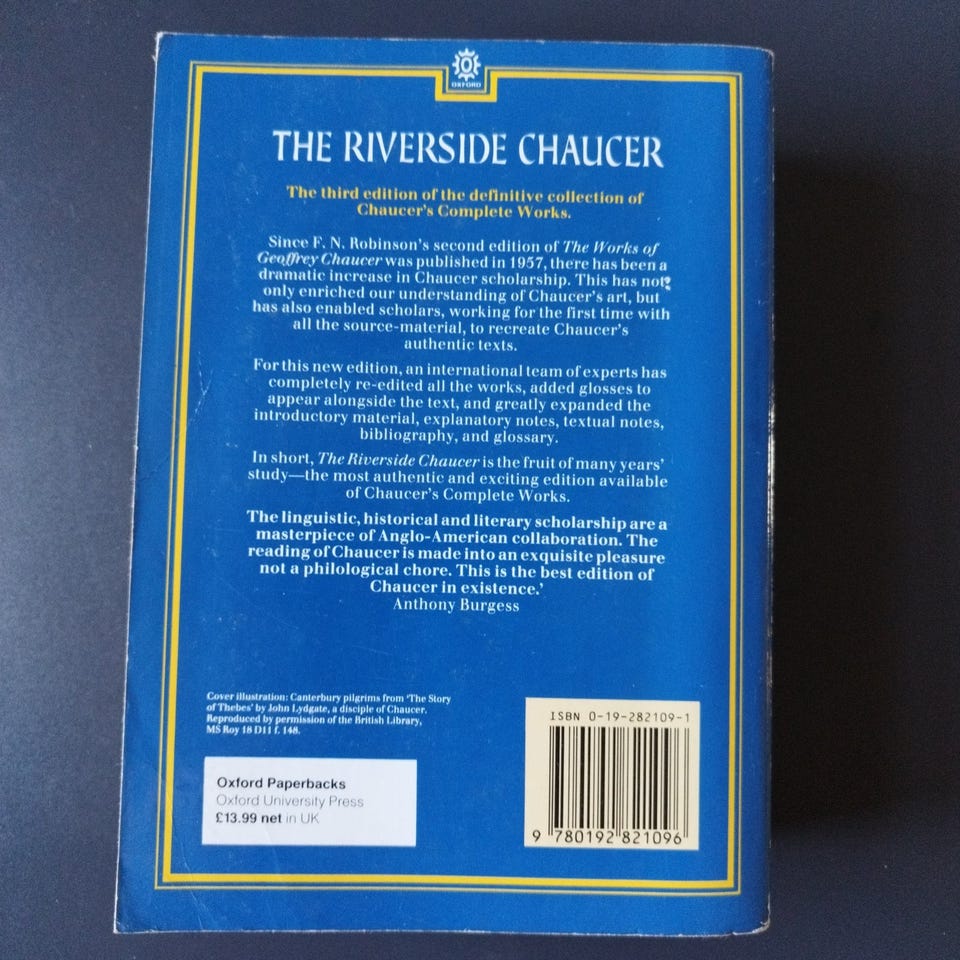 OXFORD
THE RIVERSIDE CHAUCER
The third edition of the definitive collection of
Chaucer's Complete Works.
Since F. N. Robinson's second edition of The Works of
Geoffrey Chaucer was published in 1957, there has been a
dramatic increase in Chaucer scholarship. This has not
only enriched our understanding of Chaucer's art, but
has also enabled scholars, working for the first time with
all the source-material, to recreate Chaucer's
authentic texts.
For this new edition, an international team of experts has
completely re-edited all the works, added glosses to
appear alongside the text, and greatly expanded the
introductory material, explanatory notes, textual notes,
bibliography, and glossary.
In short, The Riverside Chaucer is the fruit of many years'
study—the most authentic and exciting edition available
of Chaucer's Complete Works.
The linguistic, historical and literary scholarship are a
masterpiece of Anglo-American collaboration. The
reading of Chaucer is made into an exquisite pleasure
not a philological chore. This is the best edition of
Chaucer in existence.'
Anthony Burgess
Cover illustration: Canterbury pilgrims from 'The Story
of Thebes' by John Lydgate, a disciple of Chaucer.
Reproduced by permission of the British Library,
MS Roy 18 D11 f. 148.
Oxford Paperbacks
Oxford University Press
£13.99 net in UK
ISBN 0-19-282109-1
9 780192 821096